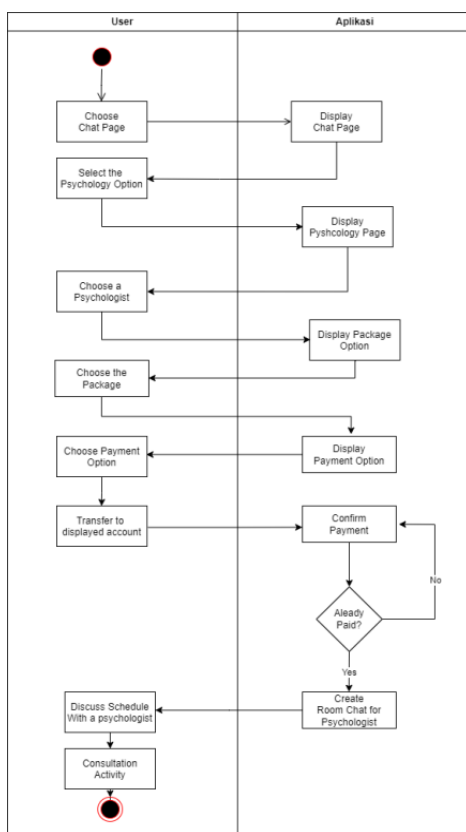 User
Aplikasi
Choose
Chat Page
Display
Chat Page
Select the
Psychology Option
Display
Pyshcology Page
Choose a
Psychologist
Display Package
Option
Choose the
Package
Display
Payment Option
Choose Payment
Option
Transfer to
displayed account
Confirm
Payment
No
Aleady
Paid?
Yes
Create
Room Chat for
Psychologist
Discuss Schedule
With a psychologist
Consultation
Activity